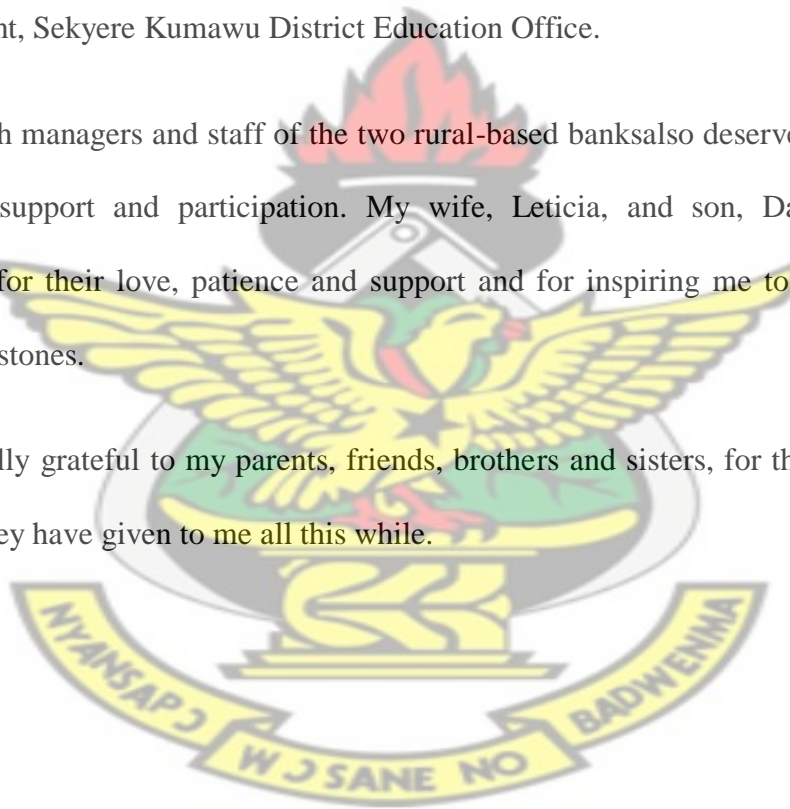 nt, Sekyere Kumawu District Education Office.
h managers and staff of the two rural-based banksalso deserve
support and participation. My wife, Leticia, and son, Da
for their love, patience and support and for inspiring me to
stones.
lly grateful to my parents, friends, brothers and sisters, for th
ey have given to me all this while.
NYANSAPƆ
WƆSANE NO
BADWENMA